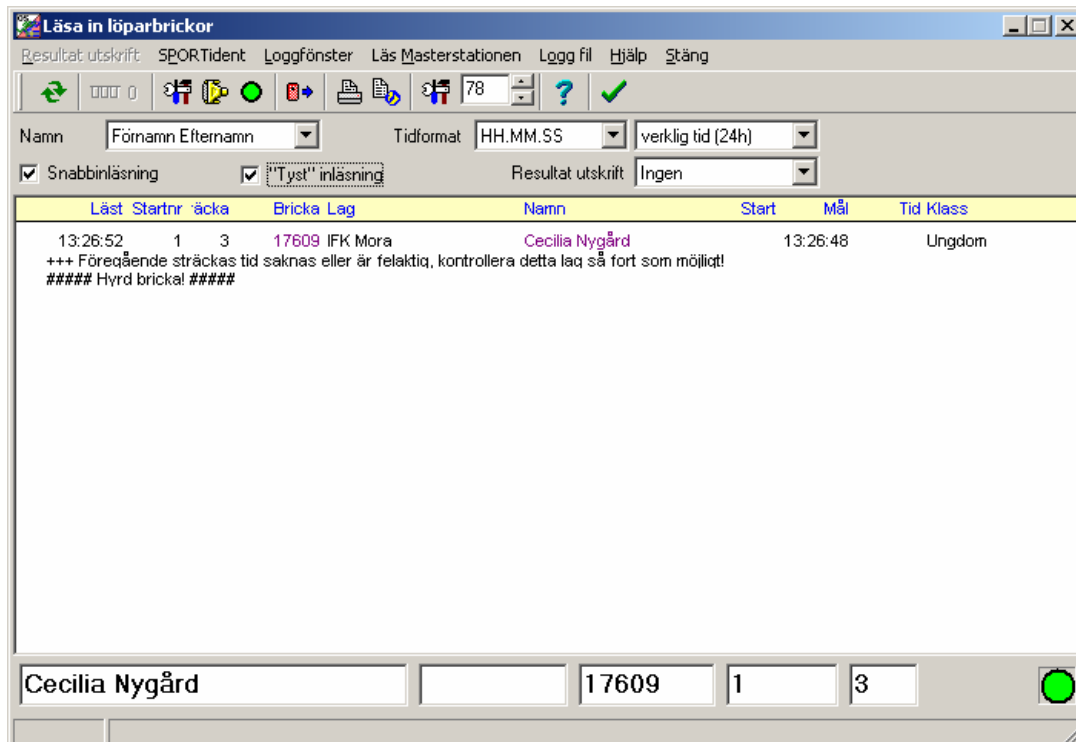 Läsa in löparbrickor
Resultat utskrift SPORTident Loggfönster Läs Masterstationen Logg fil Hjälp Stäng
0 78 ?
Namn Förnamn Efternamn Tidformat HH.MM.SS verklig tid (24h)
Snabbinläsning "Tyst" inläsning Resultat utskrift Ingen
Läst Startnr räcka Bricka Lag Namn Start Mål Tid Klass
13:26:52 1 3 17609 IFK Mora Cecilia Nygård 13:26:48 Ungdom
+++ Föregående sträckas tid saknas eller är felaktig, kontrollera detta lag så fort som möjligt!
##### Hyrd bricka! #####
Cecilia Nygård 17609 1 3